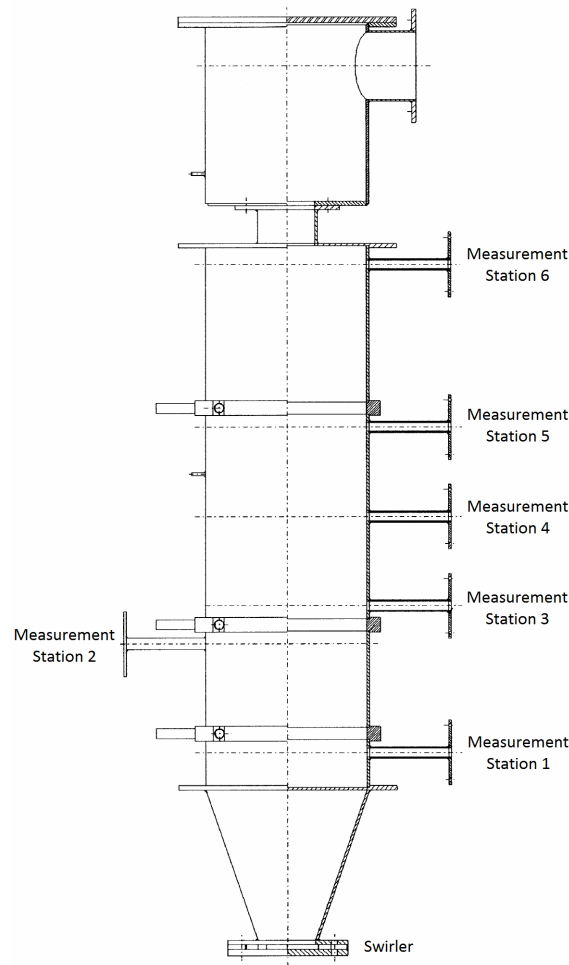 Measurement
Station 6
Measurement
Station 5
Measurement
Station 4
Measurement
Station 3
Measurement
Station 2
Measurement
Station 1
Swirler